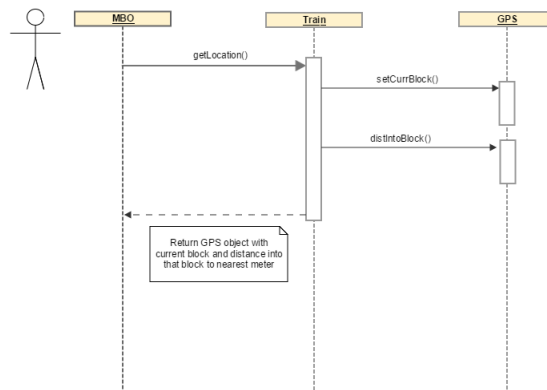 MBO
Train
GPS
getLocation()
setCurrBlock()
distIntoBlock()
Return GPS object with
current block and distance into
that block to nearest meter